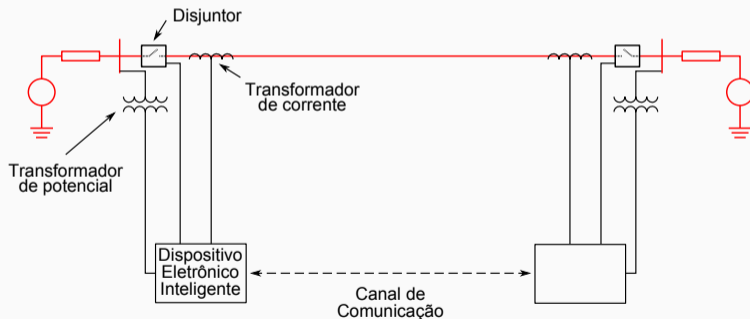 Disjuntor
Transformador
de corrente
Transformador
de potencial
Dispositivo
Eletrônico
Inteligente
Canal de
Comunicação